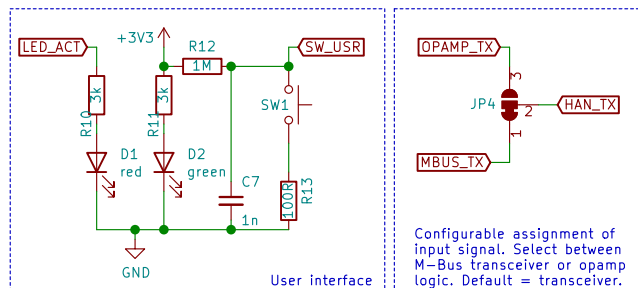 LED_ACT
+3V3
R12
1M
SW_USR
R10
3k
R11
3k
SW1
D1
red
D2
green
C7
1n
100R
R13
GND
User interface
OPAMP_TX
3
JP4
2
HAN_TX
1
MBUS_TX
Configurable assignment of
input signal. Select between
M-Bus transceiver or opamp
logic. Default = transceiver.